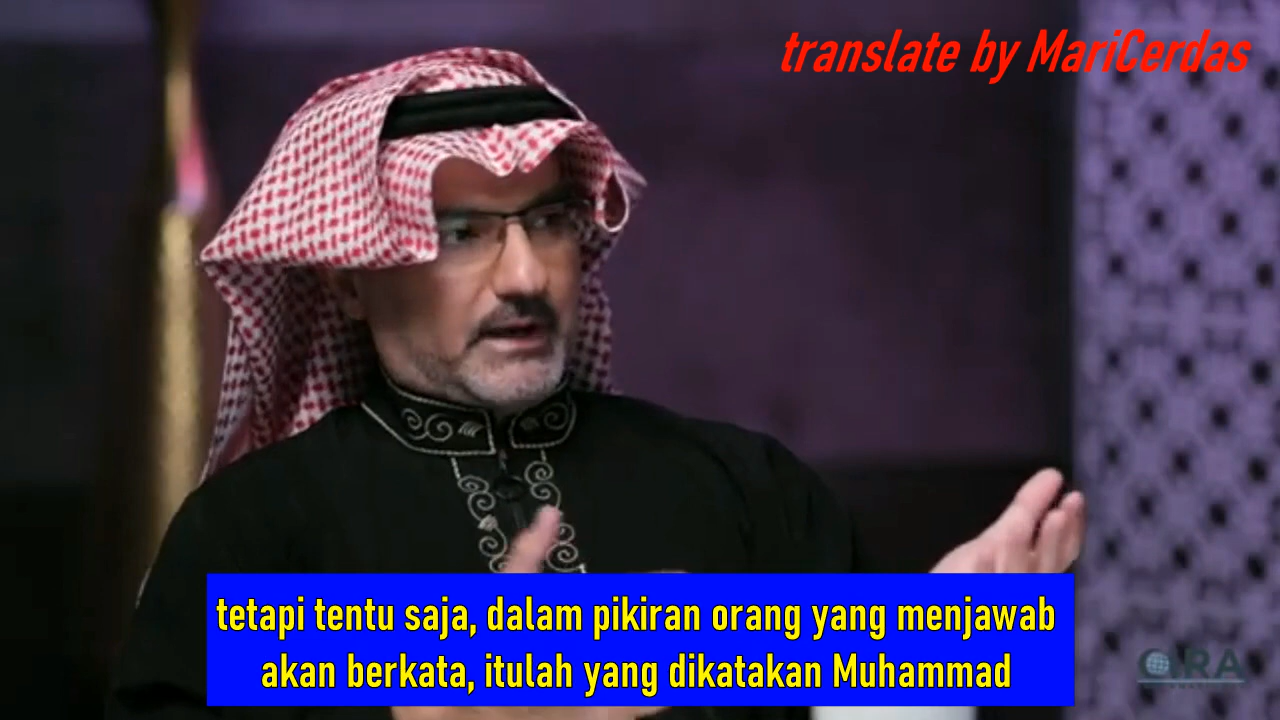 translate by MariCerdas
tetapi tentu saja, dalam pikiran orang yang menjawab
akan berkata, itulah yang dikatakan Muhammad